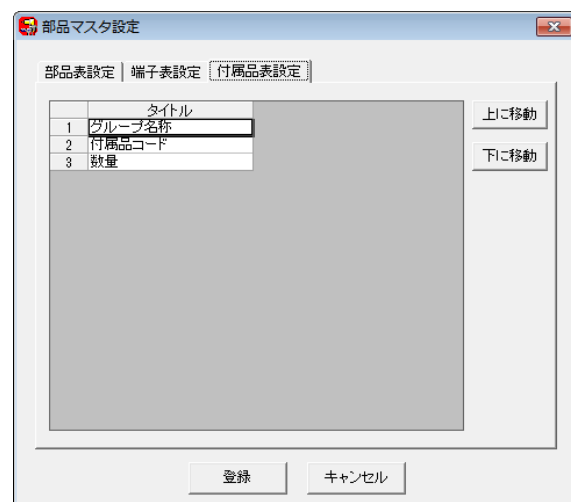 部品マスタ設定
部品表設定 端子表設定 付属品表設定
タイトル
1 グループ名称
2 付属品コード
3 数量
上に移動
下に移動
登録 キャンセル